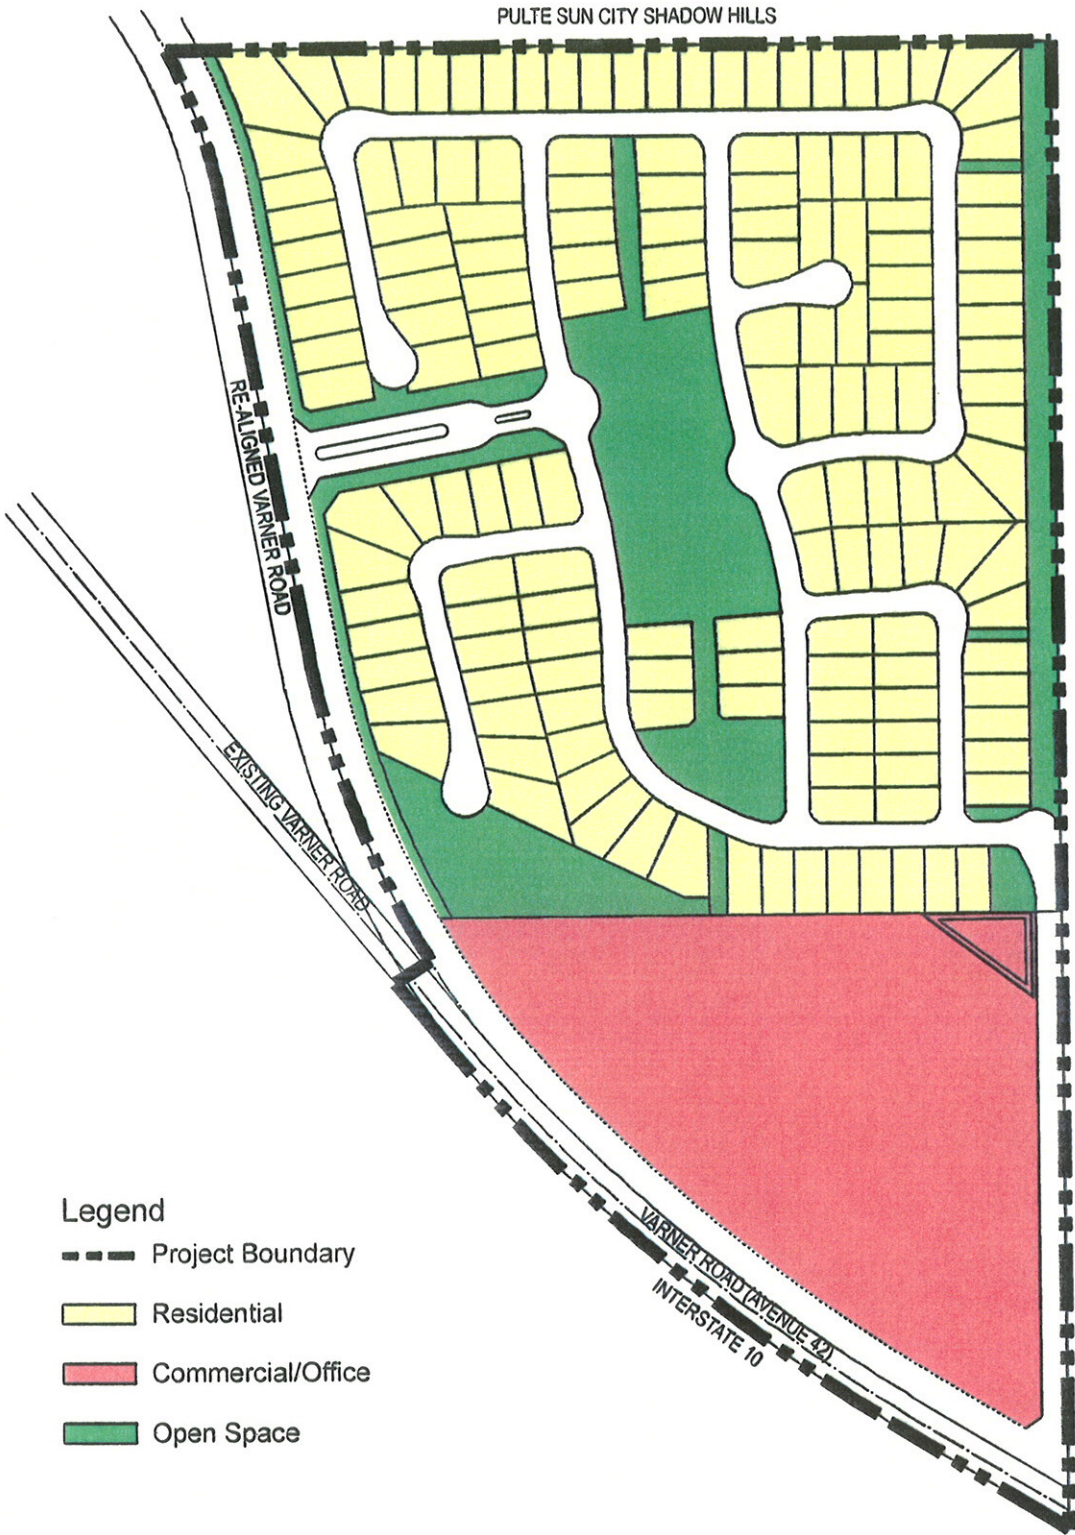 PULTE SUN CITY SHADOW HILLS
RE-ALIGNED VARNER ROAD
EXISTING VARNER ROAD
VARNER ROAD (AVENUE 42)
INTERSTATE 10
Legend
Project Boundary
Residential
Commercial/Office
Open Space